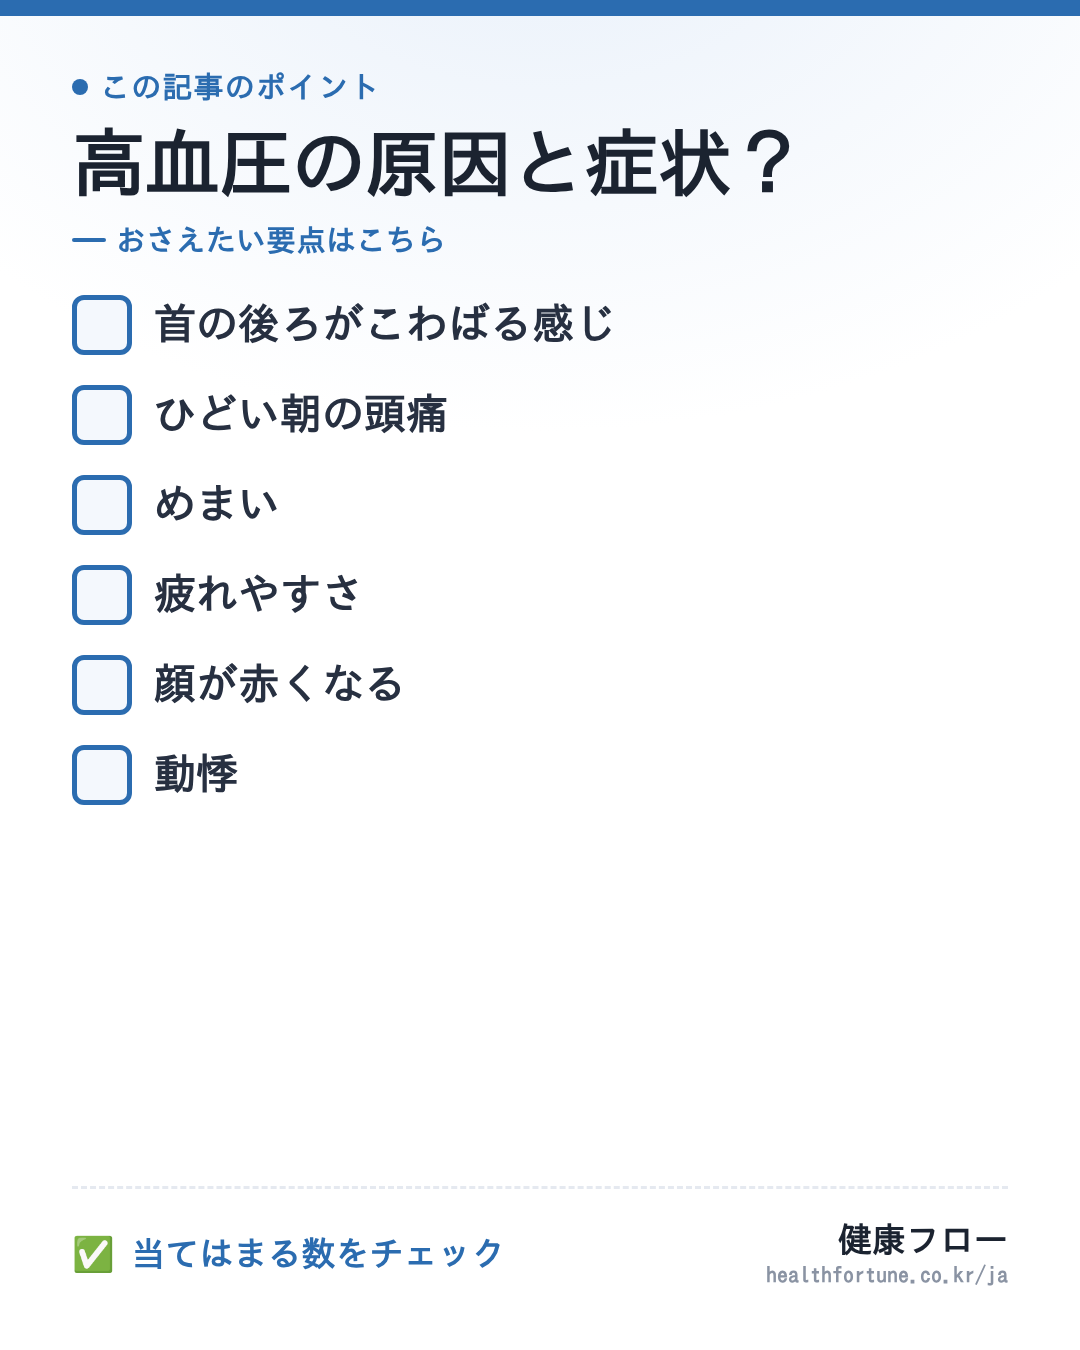 この記事のポイント
高血圧の原因と症状？
おさえたい要点はこちら
首の後ろがこわばる感じ
ひどい朝の頭痛
めまい
疲れやすさ
顔が赤くなる
動悸
✅ 当てはまる数をチェック
健康フロー
healthfortune.co.kr/ja